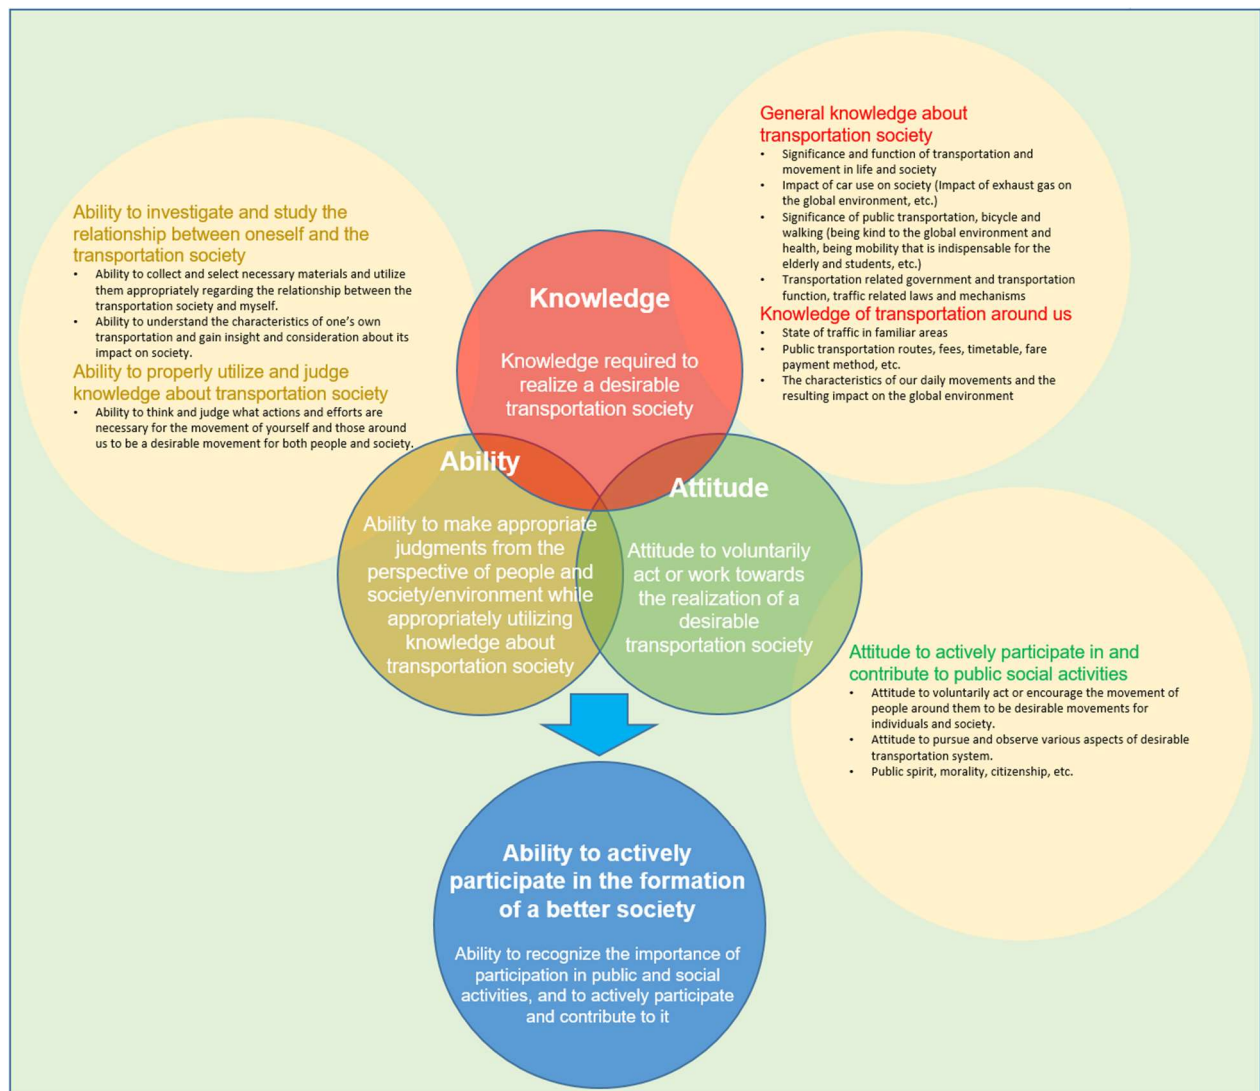 General knowledge about
transportation society
• Significance and function of transportation and
movement in life and society
• Impact of car use on society (Impact of exhaust gas on
the global environment, etc.)
• Significance of public transportation, bicycle and
walking (being kind to the global environment and
health, being mobility that is indispensable for the
elderly and students, etc.)
• Transportation related government and transportation
function, traffic related laws and mechanisms
Knowledge of transportation around us
• State of traffic in familiar areas
• Public transportation routes, fees, timetable, fare
payment method, etc.
• The characteristics of our daily movements and the
resulting impact on the global environment
Ability to investigate and study the
relationship between oneself and the
transportation society
• Ability to collect and select necessary materials and utilize
them appropriately regarding the relationship between the
transportation society and myself.
• Ability to understand the characteristics of one's own
transportation and gain insight and consideration about its
impact on society.
Ability to properly utilize and judge
knowledge about transportation society
• Ability to think and judge what actions and efforts are
necessary for the movement of yourself and those around
us to be a desirable movement for both people and society.
Knowledge
Knowledge required to
realize a desirable
transportation society
Ability
Ability to make appropriate
judgments from the
perspective of people and
society/environment while
appropriately utilizing
knowledge about
transportation society
Attitude
Attitude to voluntarily
act or work towards
the realization of a
desirable
transportation society
Attitude to actively participate in and
contribute to public social activities
• Attitude to voluntarily act or encourage the movement of
people around them to be desirable movements for
individuals and society.
• Attitude to pursue and observe various aspects of desirable
transportation system.
• Public spirit, morality, citizenship, etc.
Ability to actively
participate in the formation
of a better society
Ability to recognize the importance of
participation in public and social
activities, and to actively participate
and contribute to it